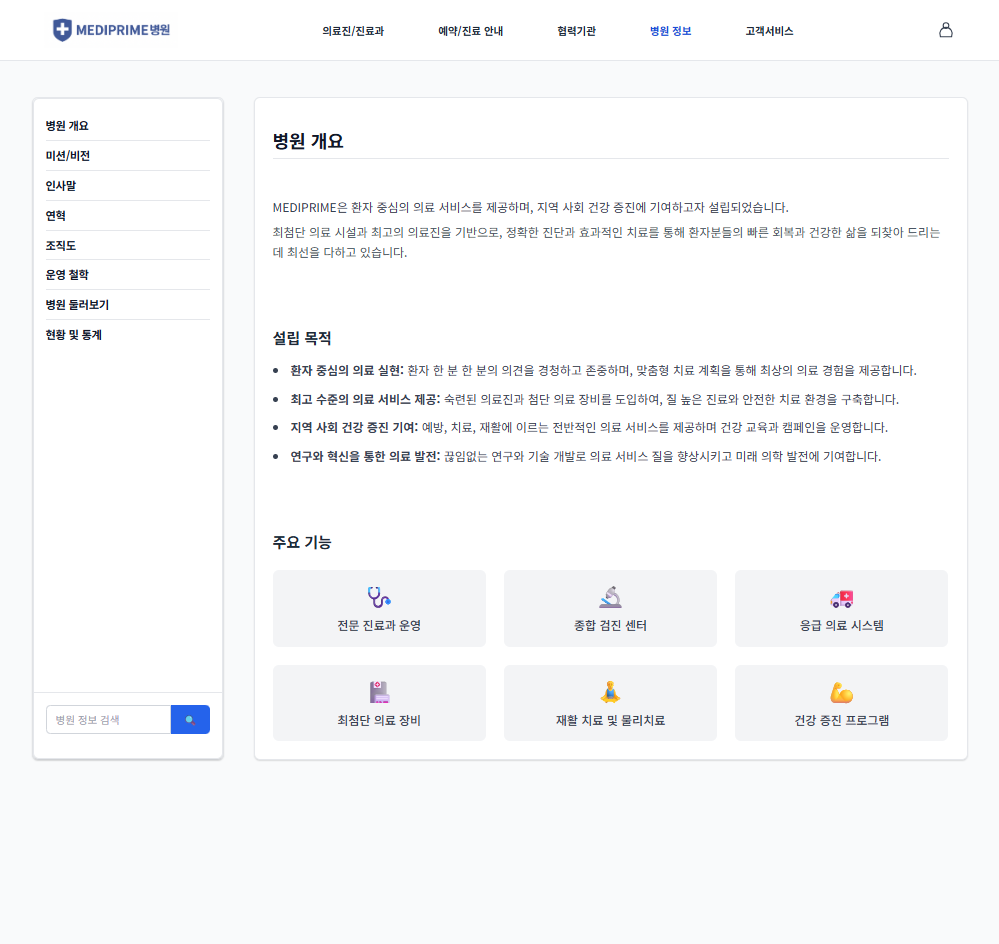 MEDIPRIME병원
의료진/진료과
예약/진료 안내
협력기관
병원 정보
고객서비스
병원 개요
미션/비전
인사말
연혁
조직도
운영 철학
병원 둘러보기
현황 및 통계
병원 정보 검색
병원 개요
MEDIPRIME은 환자 중심의 의료 서비스를 제공하며, 지역 사회 건강 증진에 기여하고자 설립되었습니다.
최첨단 의료 시설과 최고의 의료진을 기반으로, 정확한 진단과 효과적인 치료를 통해 환자분들의 빠른 회복과 건강한 삶을 되찾아 드리는
데 최선을 다하고 있습니다.
설립 목적
환자 중심의 의료 실현: 환자 한 분 한 분의 의견을 경청하고 존중하며, 맞춤형 치료 계획을 통해 최상의 의료 경험을 제공합니다.
최고 수준의 의료 서비스 제공: 숙련된 의료진과 첨단 의료 장비를 도입하여, 질 높은 진료와 안전한 치료 환경을 구축합니다.
지역 사회 건강 증진 기여: 예방, 치료, 재활에 이르는 전반적인 의료 서비스를 제공하며 건강 교육과 캠페인을 운영합니다.
연구와 혁신을 통한 의료 발전: 끊임없는 연구와 기술 개발로 의료 서비스 질을 향상시키고 미래 의학 발전에 기여합니다.
주요 기능
전문 진료과 운영
종합 검진 센터
응급 의료 시스템
최첨단 의료 장비
재활 치료 및 물리치료
건강 증진 프로그램